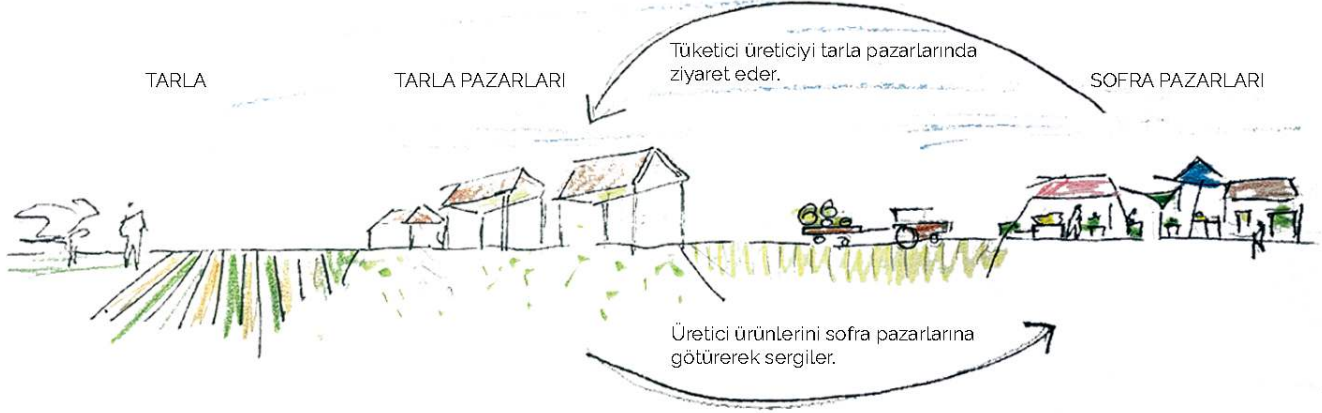 Tüketici üreticiyi tarla pazarlarında
ziyaret eder.
TARLA
TARLA PAZARLARI
SOFRA PAZARLARI
Üretici ürünlerini sofra pazarlarına
götürerek sergiler.